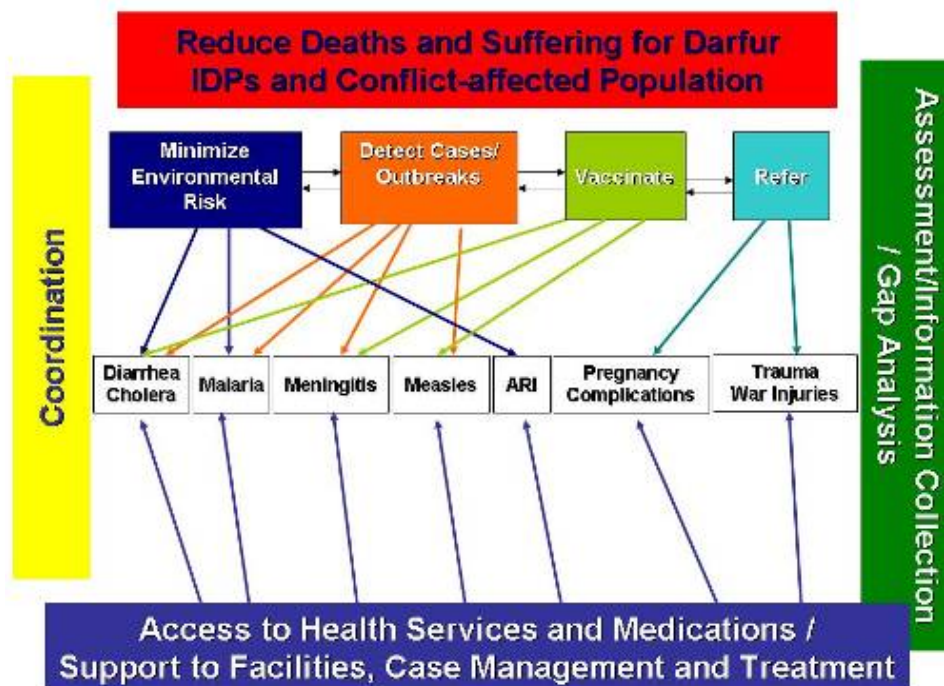 Reduce Deaths and Suffering for Darfur
IDPs and Conflict-affected Population
Coordination
Minimize
Environmental
Risk
Detect Cases/
Outbreaks
Vaccinate
Refer
Diarrhea
Cholera
Malaria
Meningitis
Measles
ARI
Pregnancy
Complications
Trauma
War Injuries
Assessment/Information Collection
/ Gap Analysis
Access to Health Services and Medications /
Support to Facilities, Case Management and Treatment